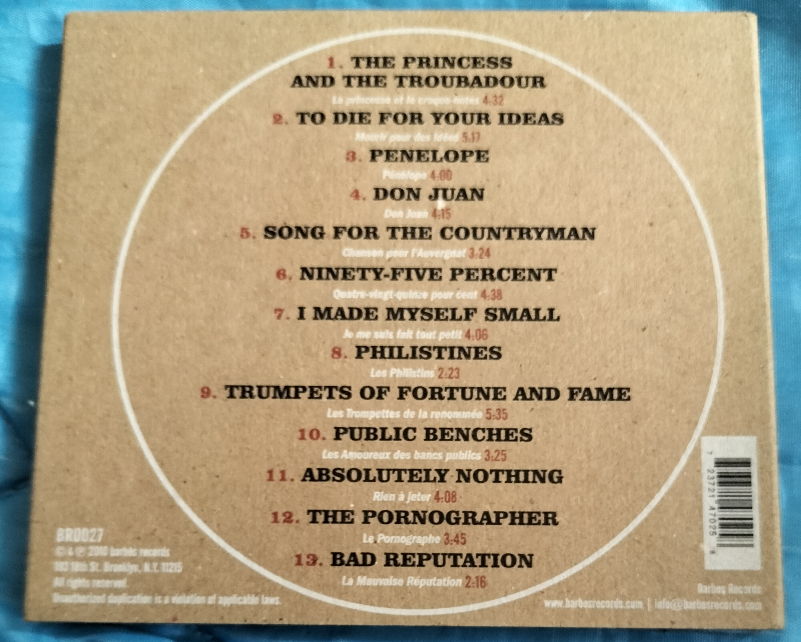 1. THE PRINCESS
AND THE TROUBADOUR
La princesse et le croque-notes 4:32
2. TO DIE FOR YOUR IDEAS
Mourir pour des idées 5:17
3. PENELOPE
Pénélope 4:00
4. DON JUAN
Don Juan 4:15
5. SONG FOR THE COUNTRYMAN
Chanson pour l'Auvergnat 3:24
6. NINETY-FIVE PERCENT
Quatre-vingt-quinze pour cent 4:38
7. I MADE MYSELF SMALL
Je me suis fait tout petit 4:06
8. PHILISTINES
Les Philistins 2:23
9. TRUMPETS OF FORTUNE AND FAME
Les Trompettes de la renommée 5:35
10. PUBLIC BENCHES
Les Amoureux des bancs publics 3:25
11. ABSOLUTELY NOTHING
Rien à jeter 4:08
12. THE PORNOGRAPHER
Le Pornographe 3:45
13. BAD REPUTATION
La Mauvaise Réputation 2:16
BR0027
© & ℗ 2010 barbès records
St. Brooklyn, N.Y. 11215
All rights reserved.
Unauthorized duplication is a violation of applicable laws.
7 23721 47025
Barbes Records
www.barbesrecords.com | info@barbesrecords.com